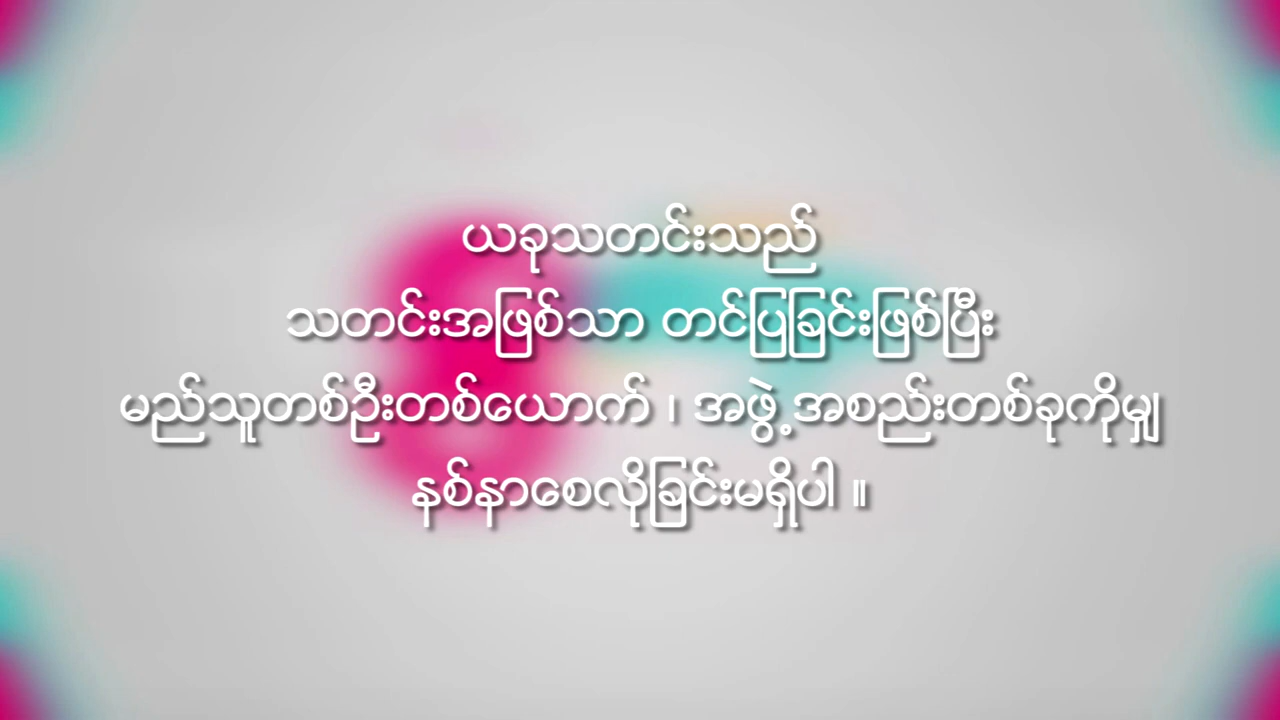 ယခုသတင်းသည်
သတင်းအဖြစ်သာ တင်ပြခြင်းဖြစ်ပြီး
မည်သူတစ်ဦးတစ်ယောက် ၊ အဖွဲ့အစည်းတစ်ခုကိုမျှ
နစ်နာစေလိုခြင်းမရှိပါ ။